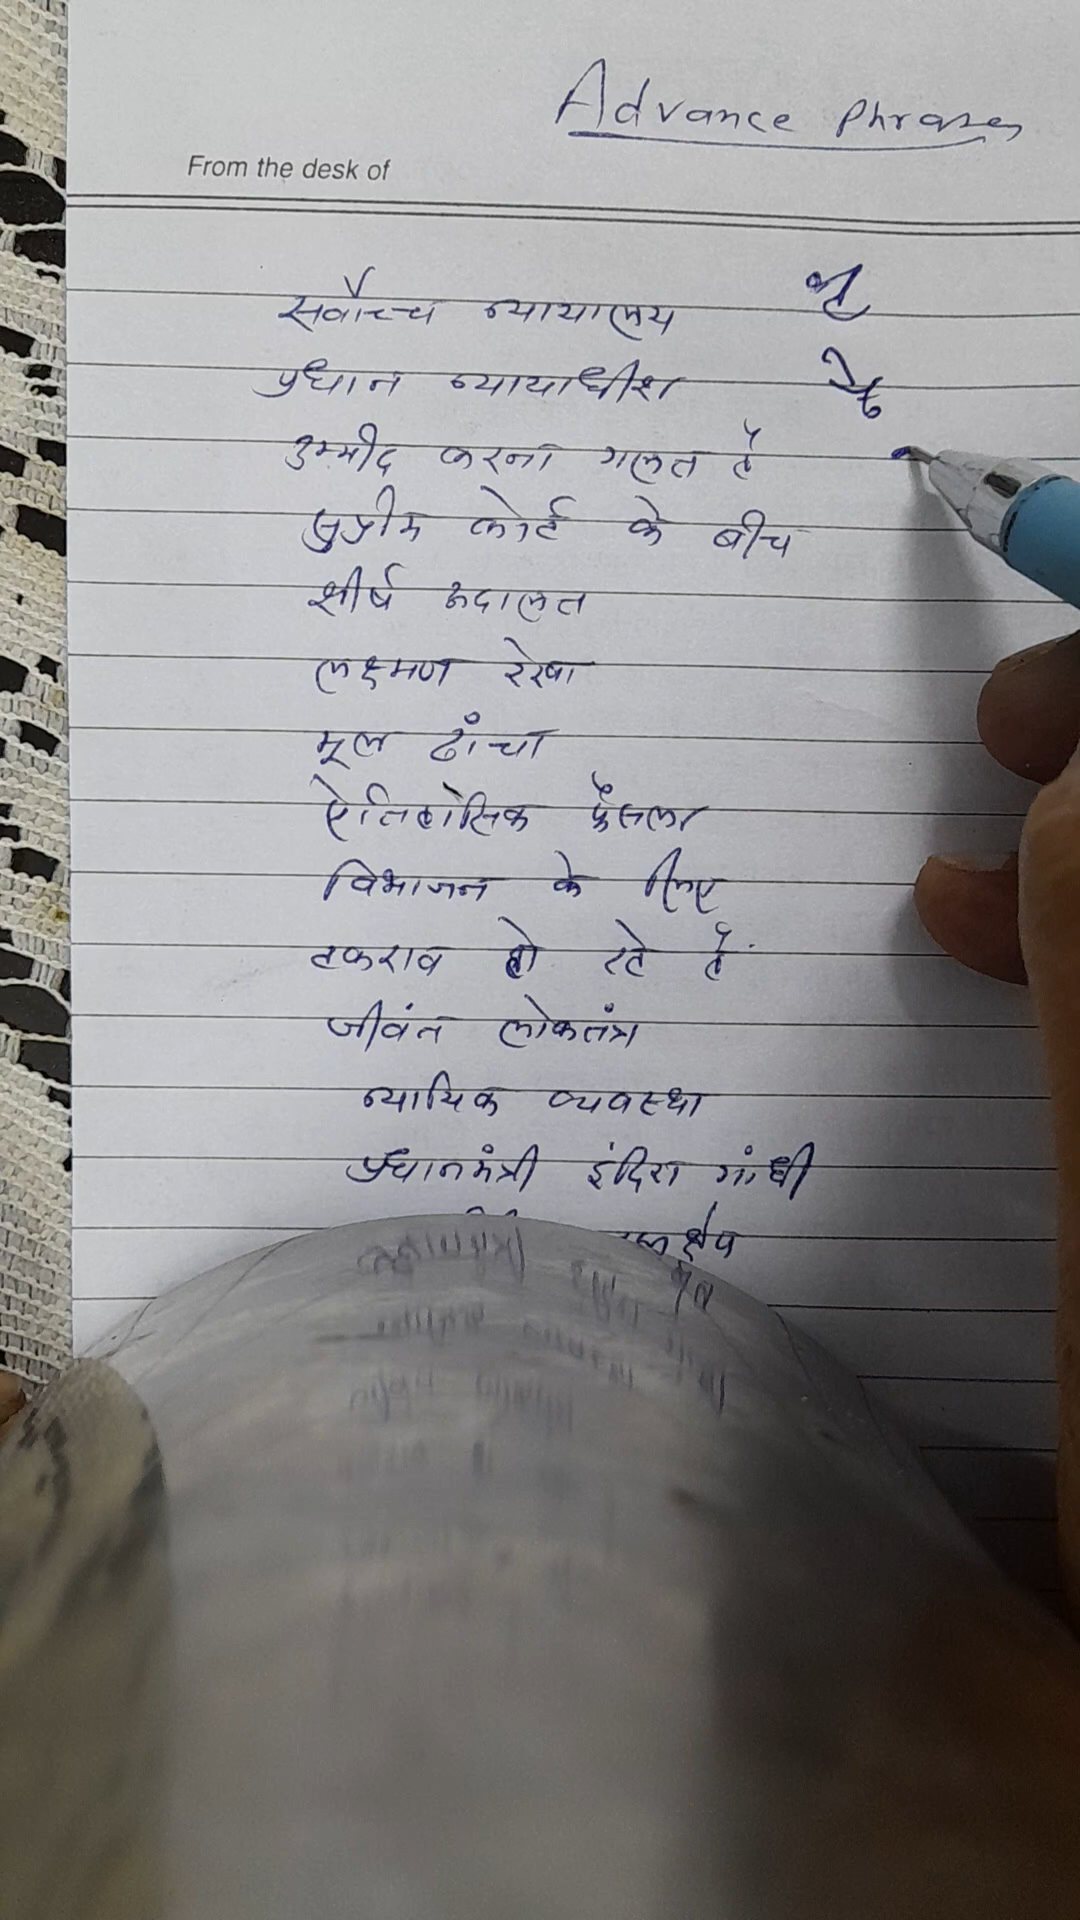 Advance Phrases
From the desk of
सर्वोच्च न्यायालय
प्रधान न्यायाधीश
उम्मीद करना गलत है
सुप्रीम कोर्ट के बीच
शीर्ष अदालत
लक्ष्मण रेखा
मूल ढांचा
ऐतिहासिक फैसला
विभाजन के लिए
टकराव हो रहे हैं.
जीवंत लोकतंत्र
न्यायिक व्यवस्था
प्रधानमंत्री इंदिरा गांधी